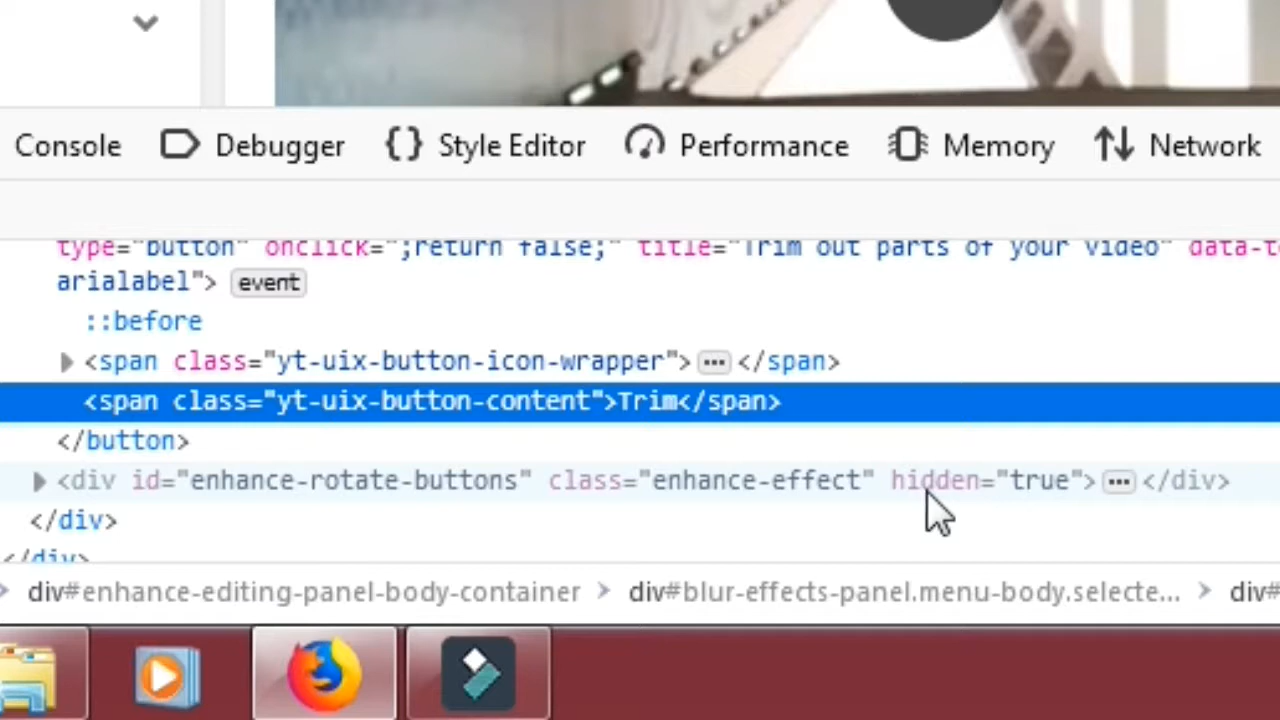 Console Debugger {} Style Editor Performance Memory Network
type="button" onclick=";return false;" title="Trim out parts of your video" data-t
arialabel"> event
::before
<span class="yt-uix-button-icon-wrapper"> ••• </span>
<span class="yt-uix-button-content">Trim</span>
</button>
<div id="enhance-rotate-buttons" class="enhance-effect" hidden="true"> ••• </div>
</div>
</div>
div#enhance-editing-panel-body-container > div#blur-effects-panel.menu-body.selecte... > div#